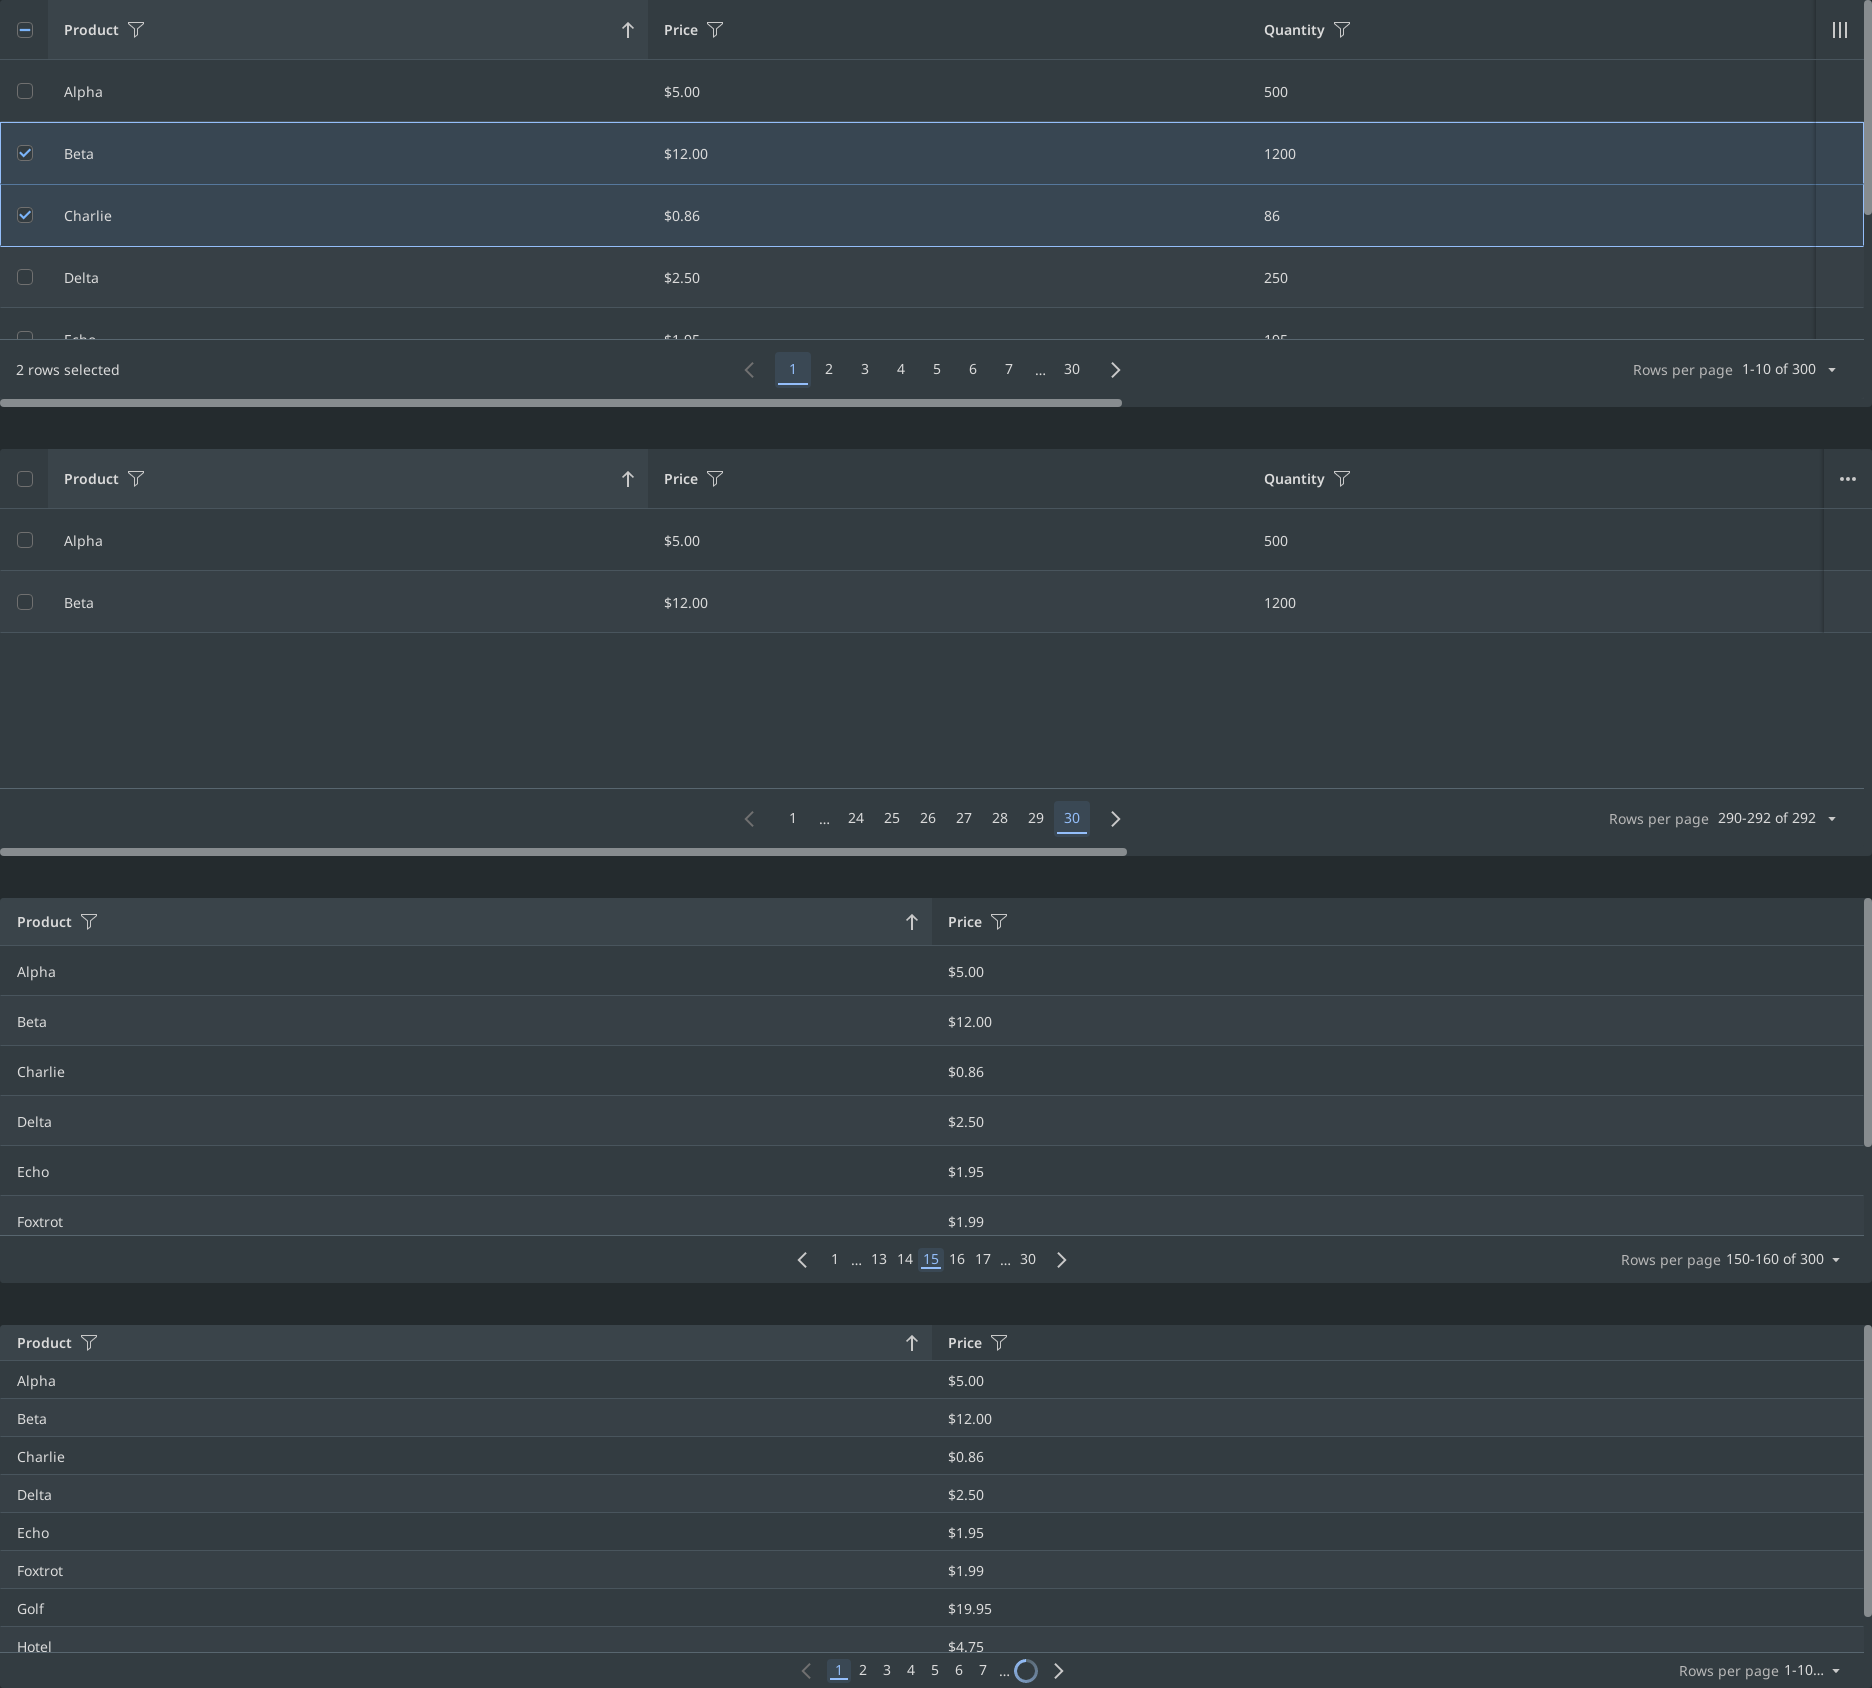 Product Price Quantity
Alpha $5.00 500
Beta $12.00 1200
Charlie $0.86 86
Delta $2.50 250
Echo $1.95 195
2 rows selected 1 2 3 4 5 6 7 ... 30 Rows per page 1-10 of 300
Product Price Quantity
Alpha $5.00 500
Beta $12.00 1200
1 ... 24 25 26 27 28 29 30 Rows per page 290-292 of 292
Product Price
Alpha $5.00
Beta $12.00
Charlie $0.86
Delta $2.50
Echo $1.95
Foxtrot $1.99
1 ... 13 14 15 16 17 ... 30 Rows per page 150-160 of 300
Product Price
Alpha $5.00
Beta $12.00
Charlie $0.86
Delta $2.50
Echo $1.95
Foxtrot $1.99
Golf $19.95
Hotel $4.75
1 2 3 4 5 6 7 ... Rows per page 1-10...